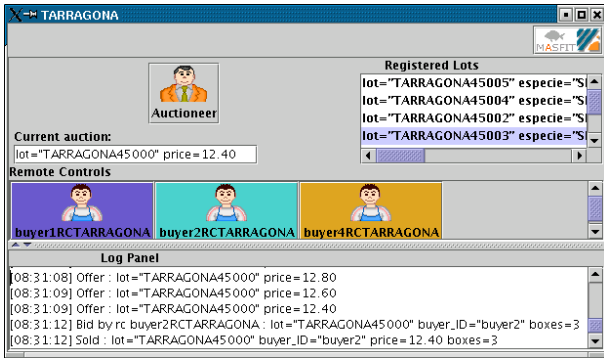 TARRAGONA
MASFIT
Registered Lots
lot="TARRAGONA45005" especie="S
lot="TARRAGONA45004" especie="S
lot="TARRAGONA45002" especie="S
lot="TARRAGONA45003" especie="S
Auctioneer
Current auction:
lot="TARRAGONA45000" price=12.40
Remote Controls
buyer1RCTARRAGONA buyer2RCTARRAGONA buyer4RCTARRAGONA
Log Panel
[08:31:08] Offer : lot="TARRAGONA45000" price=12.80
[08:31:09] Offer : lot="TARRAGONA45000" price=12.60
[08:31:09] Offer : lot="TARRAGONA45000" price=12.40
[08:31:12] Bid by rc buyer2RCTARRAGONA : lot="TARRAGONA45000" buyer_ID="buyer2" boxes=3
[08:31:12] Sold : lot="TARRAGONA45000" buyer_ID="buyer2" price=12.40 boxes=3